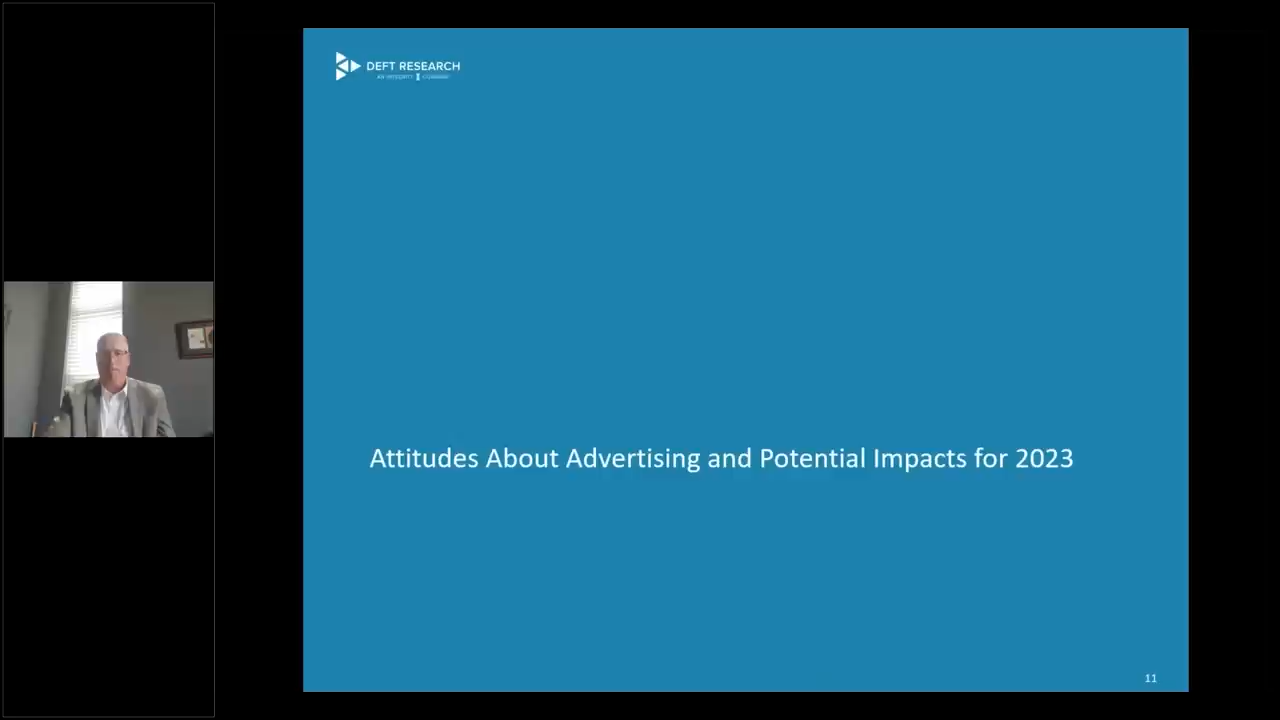 DEFT RESEARCH
Attitudes About Advertising and Potential Impacts for 2023
11